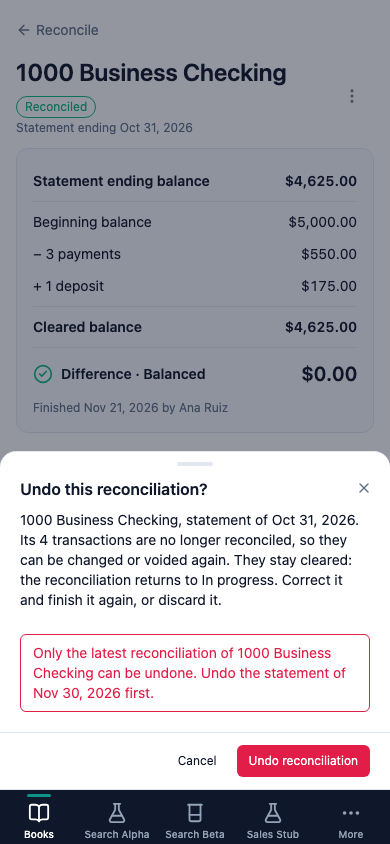 Reconcile
1000 Business Checking
Reconciled
Statement ending Oct 31, 2026
Statement ending balance $4,625.00
Beginning balance $5,000.00
− 3 payments $550.00
+ 1 deposit $175.00
Cleared balance $4,625.00
Difference · Balanced $0.00
Finished Nov 21, 2026 by Ana Ruiz
Undo this reconciliation?
1000 Business Checking, statement of Oct 31, 2026.
Its 4 transactions are no longer reconciled, so they
can be changed or voided again. They stay cleared:
the reconciliation returns to In progress. Correct it
and finish it again, or discard it.
Only the latest reconciliation of 1000 Business
Checking can be undone. Undo the statement of
Nov 30, 2026 first.
Cancel Undo reconciliation
Books Search Alpha Search Beta Sales Stub More